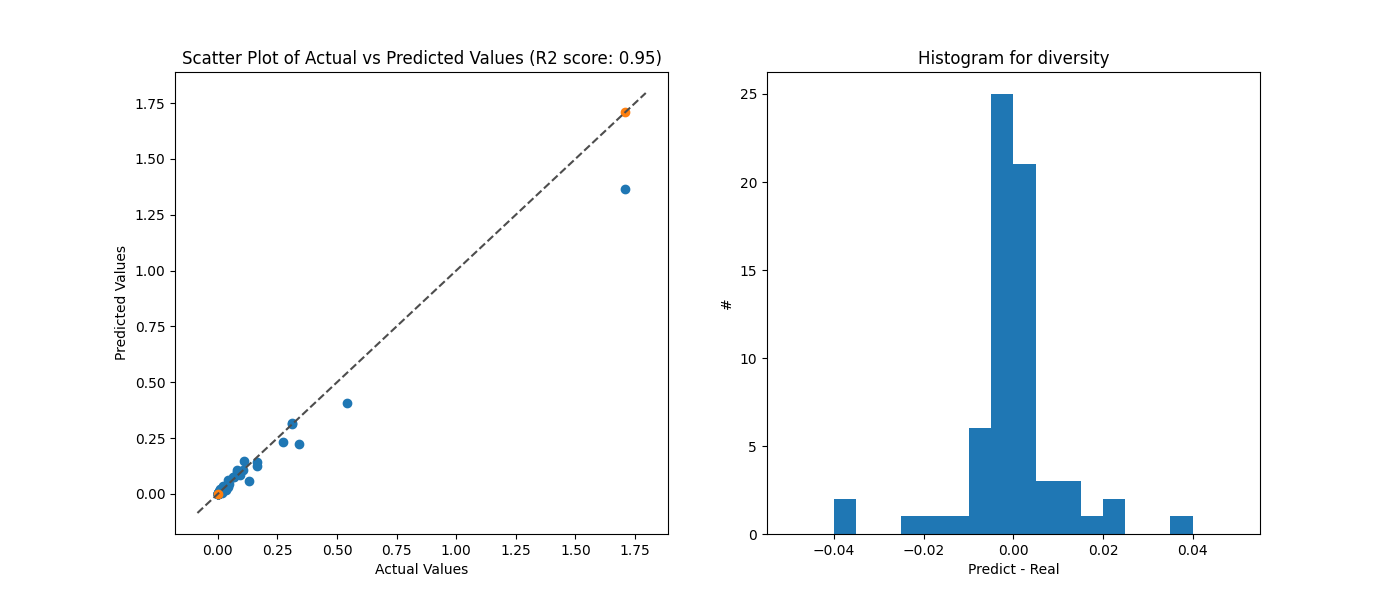 Scatter Plot of Actual vs Predicted Values (R2 score: 0.95)
1.75
1.50
1.25
1.00
0.75
0.50
0.25
0.00
Predicted Values
0.00 0.25 0.50 0.75 1.00 1.25 1.50 1.75
Actual Values
Histogram for diversity
25
20
15
10
5
0
#
−0.04 −0.02 0.00 0.02 0.04
Predict - Real